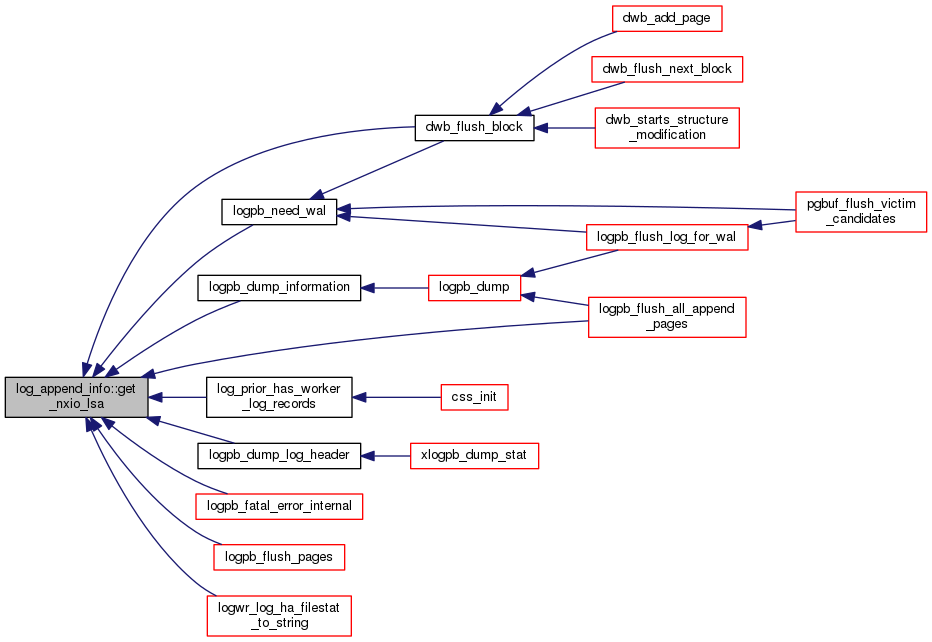 dwb_add_page
dwb_flush_next_block
dwb_flush_block
dwb_starts_structure
_modification
logpb_need_wal
pgbuf_flush_victim
_candidates
logpb_flush_log_for_wal
logpb_dump_information
logpb_dump
logpb_flush_all_append
_pages
log_append_info::get
_nxio_lsa
log_prior_has_worker
_log_records
css_init
logpb_dump_log_header
xlogpb_dump_stat
logpb_fatal_error_internal
logpb_flush_pages
logwr_log_ha_filestat
_to_string